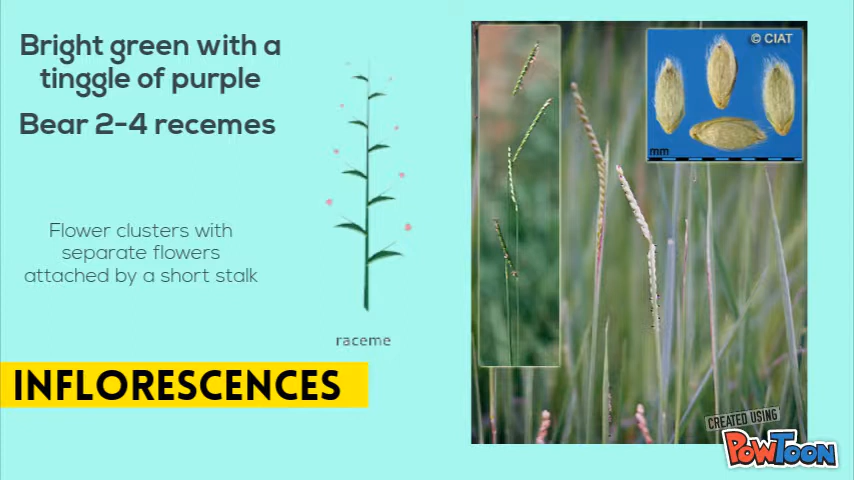 Bright green with a
tinggle of purple
Bear 2-4 recemes
Flower clusters with
separate flowers
attached by a short stalk
raceme
INFLORESCENCES
© CIAT
mm
CREATED USING
POWTOON